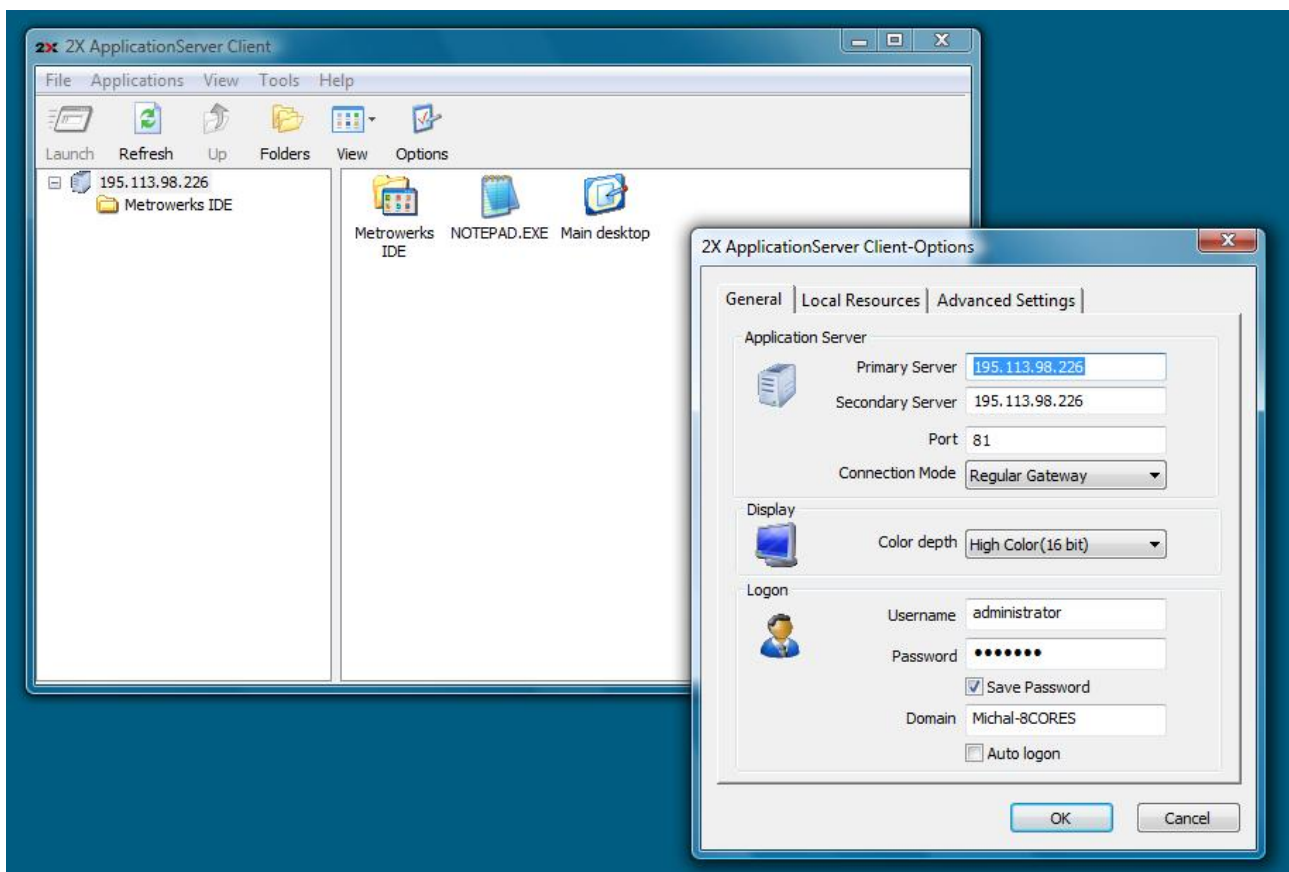 2X 2X ApplicationServer Client
File Applications View Tools Help
Launch Refresh Up Folders View Options
195.113.98.226
Metrowerks IDE
Metrowerks
IDE
NOTEPAD.EXE
Main desktop
2X ApplicationServer Client-Options
General Local Resources Advanced Settings
Application Server
Primary Server 195.113.98.226
Secondary Server 195.113.98.226
Port 81
Connection Mode Regular Gateway
Display
Color depth High Color(16 bit)
Logon
Username administrator
Password •••••••
Save Password
Domain Michal-8CORES
Auto logon
OK Cancel